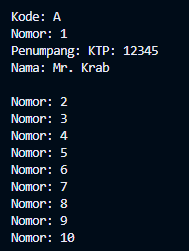 Kode: A
Nomor: 1
Penumpang: KTP: 12345
Nama: Mr. Krab

Nomor: 2
Nomor: 3
Nomor: 4
Nomor: 5
Nomor: 6
Nomor: 7
Nomor: 8
Nomor: 9
Nomor: 10